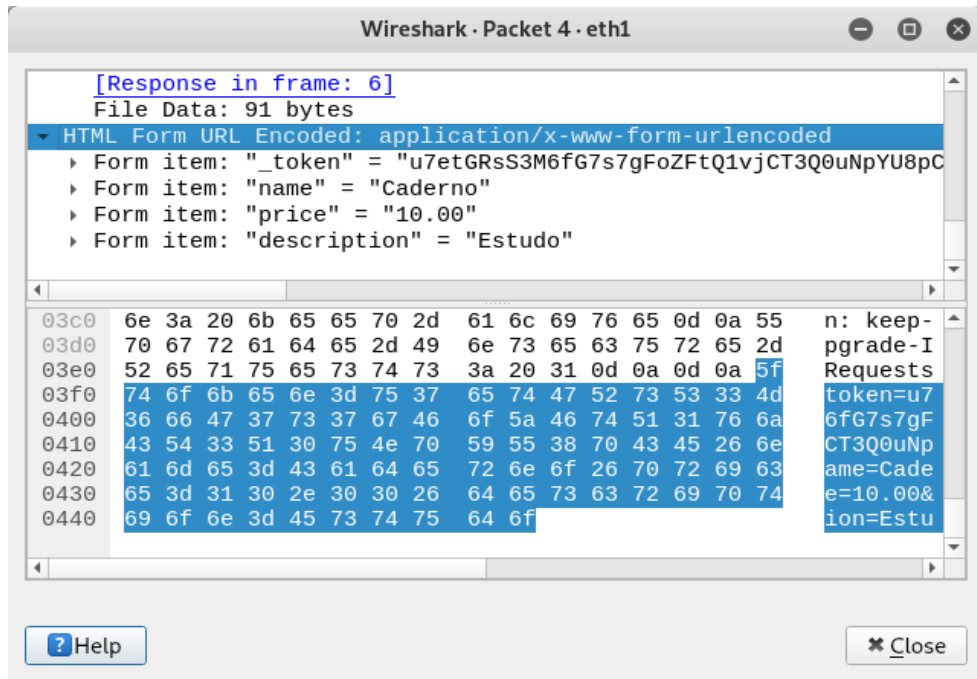 Wireshark · Packet 4 · eth1
[Response in frame: 6]
File Data: 91 bytes
HTML Form URL Encoded: application/x-www-form-urlencoded
Form item: "_token" = "u7etGRsS3M6fG7s7gFoZFtQ1vjCT3Q0uNpYU8pC
Form item: "name" = "Caderno"
Form item: "price" = "10.00"
Form item: "description" = "Estudo"
03c0 6e 3a 20 6b 65 65 70 2d 61 6c 69 76 65 0d 0a 55 n: keep-
03d0 70 67 72 61 64 65 2d 49 6e 73 65 63 75 72 65 2d pgrade-I
03e0 52 65 71 75 65 73 74 73 3a 20 31 0d 0a 0d 0a 5f Requests
03f0 74 6f 6b 65 6e 3d 75 37 65 74 47 52 73 53 33 4d token=u7
0400 36 66 47 37 73 37 67 46 6f 5a 46 74 51 31 76 6a 6fG7s7gF
0410 43 54 33 51 30 75 4e 70 59 55 38 70 43 45 26 6e CT3Q0uNp
0420 61 6d 65 3d 43 61 64 65 72 6e 6f 26 70 72 69 63 ame=Cade
0430 65 3d 31 30 2e 30 30 26 64 65 73 63 72 69 70 74 e=10.00&
0440 69 6f 6e 3d 45 73 74 75 64 6f ion=Estu
?Help
Close